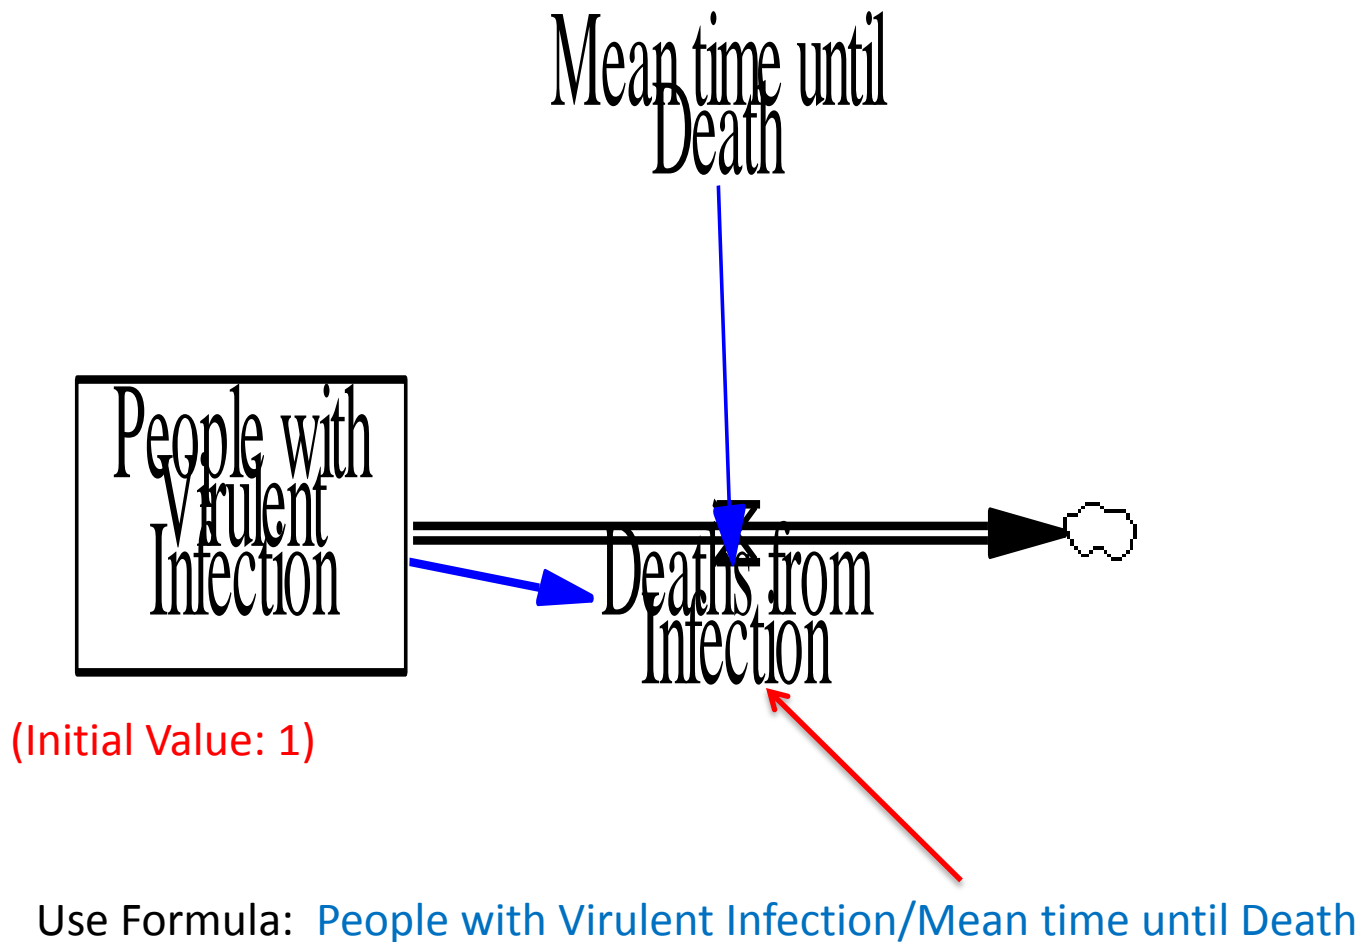 Mean time until
Death
People with
Virulent
Infection
Deaths from
Infection
(Initial Value: 1)
Use Formula: People with Virulent Infection/Mean time until Death